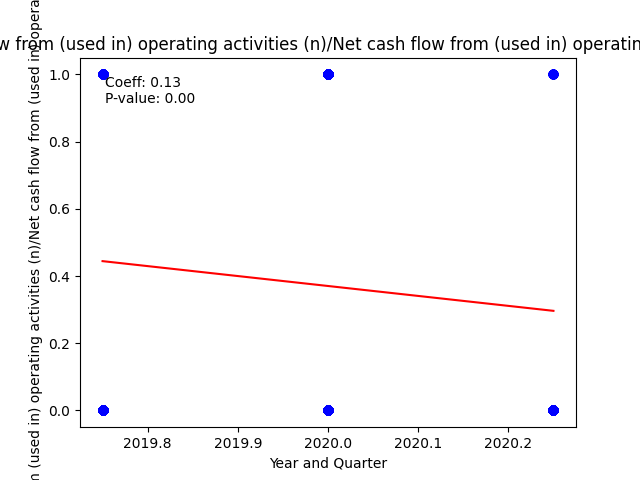 w from (used in) operating activities (n)/Net cash flow from (used in) operatin
Coeff: 0.13
P-value: 0.00
1.0
0.8
0.6
0.4
0.2
0.0
m (used in) operating activities (n)/Net cash flow from (used in) opera
2019.8 2019.9 2020.0 2020.1 2020.2
Year and Quarter